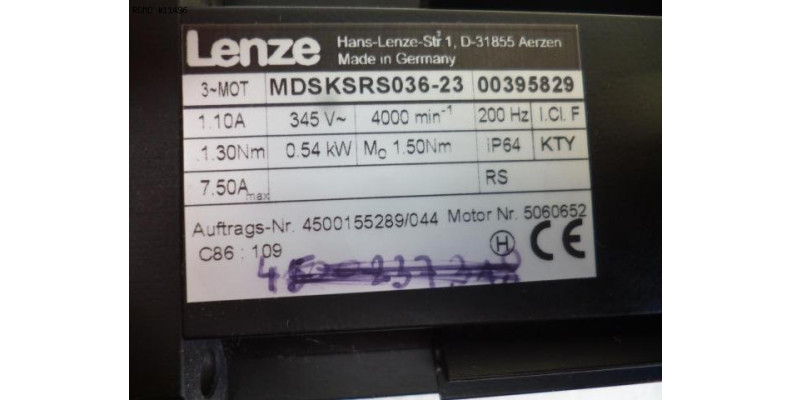 Lenze Hans-Lenze-Str. 1, D-31855 Aerzen
Made in Germany
3~MOT MDSKSRS036-23 00395829
1.10A 345 V~ 4000 min⁻¹ 200 Hz I.Cl. F
1.30Nm 0.54 kW M₀ 1.50Nm IP64 KTY
7.50A max RS
Auftrags-Nr. 4500155289/044 Motor Nr. 5060652
C86 : 109 H CE